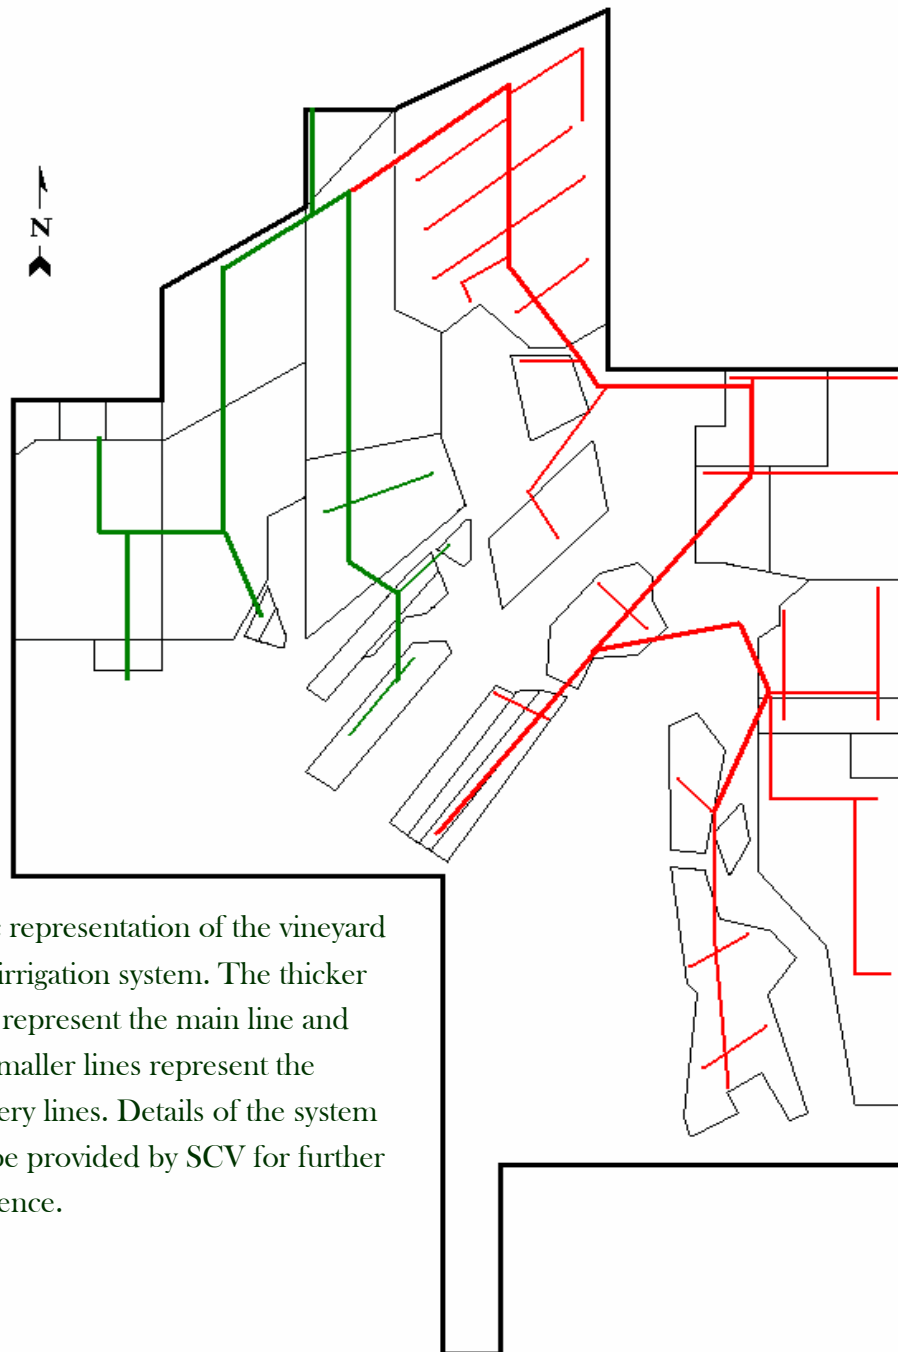 N
representation of the vineyard
irrigation system. The thicker
represent the main line and
maller lines represent the
ery lines. Details of the system
be provided by SCV for further
ence.